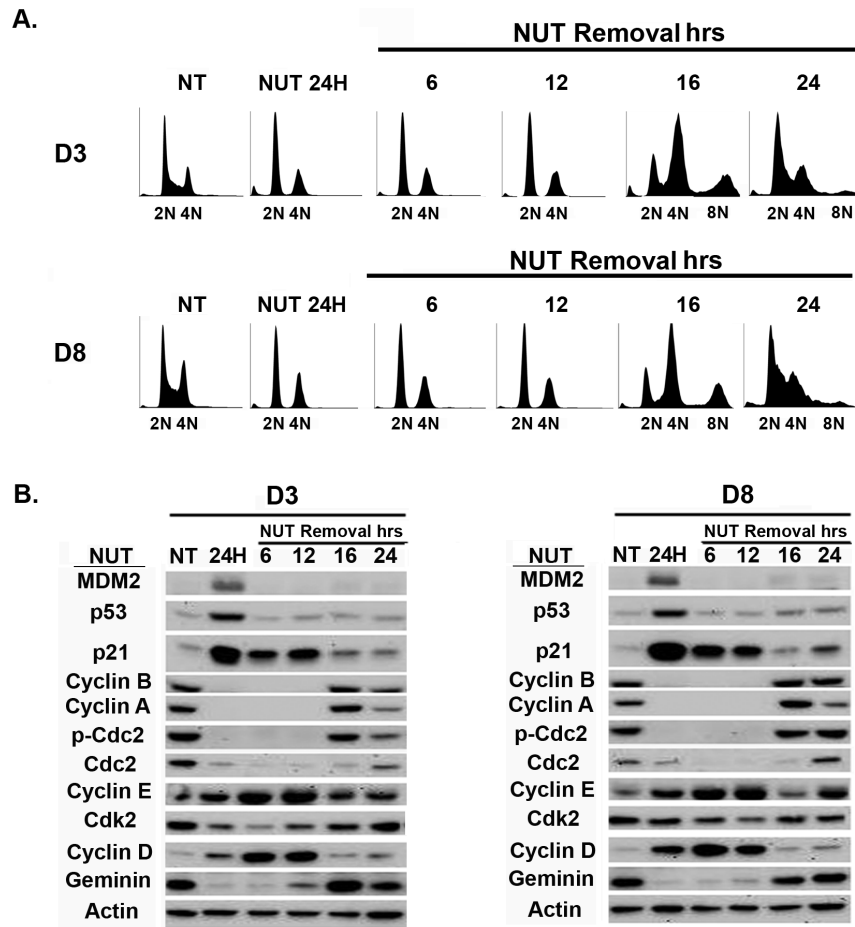 A.
NUT Removal hrs
NT NUT 24H 6 12 16 24
D3
2N 4N 2N 4N 2N 4N 2N 4N 2N 4N 8N 2N 4N 8N
NUT Removal hrs
NT NUT 24H 6 12 16 24
D8
2N 4N 2N 4N 2N 4N 2N 4N 2N 4N 8N 2N 4N 8N
B.
D3
NUT Removal hrs
NUT NT 24H 6 12 16 24
MDM2
p53
p21
Cyclin B
Cyclin A
p-Cdc2
Cdc2
Cyclin E
Cdk2
Cyclin D
Geminin
Actin
D8
NUT Removal hrs
NUT NT 24H 6 12 16 24
MDM2
p53
p21
Cyclin B
Cyclin A
p-Cdc2
Cdc2
Cyclin E
Cdk2
Cyclin D
Geminin
Actin